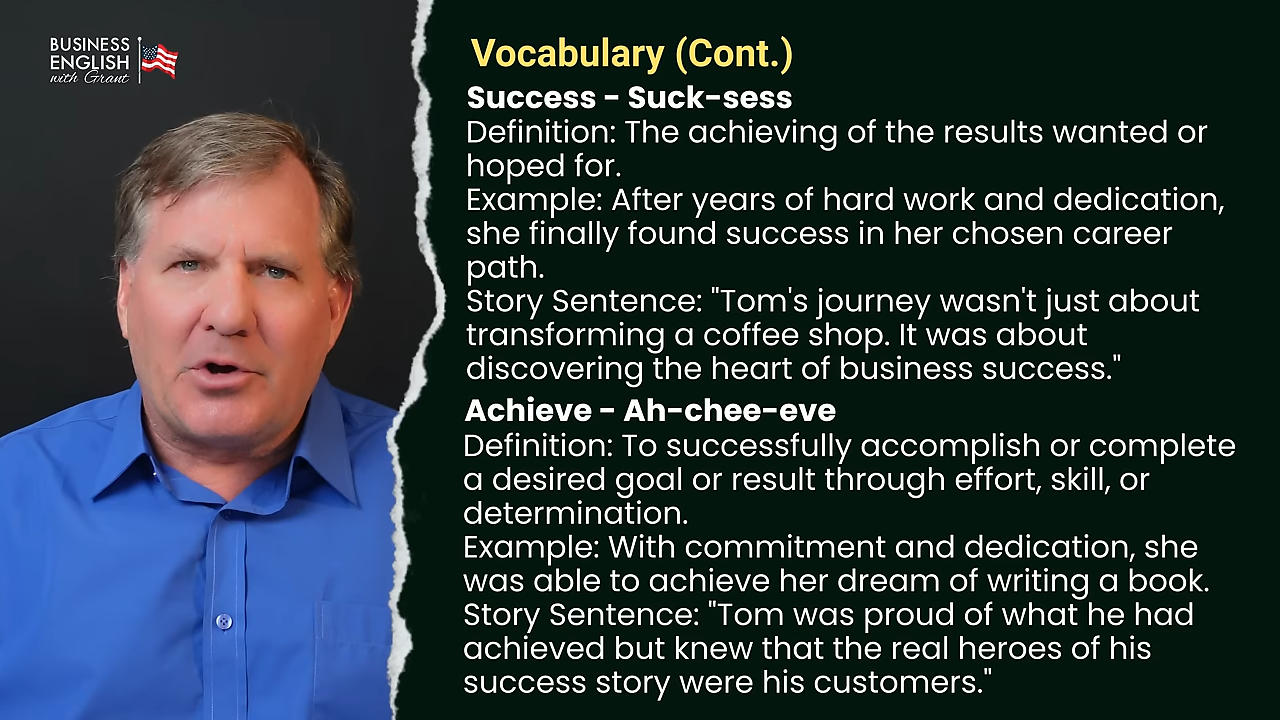 BUSINESS
ENGLISH
with Grant
Vocabulary (Cont.)
Success - Suck-sess
Definition: The achieving of the results wanted or
hoped for.
Example: After years of hard work and dedication,
she finally found success in her chosen career
path.
Story Sentence: "Tom's journey wasn't just about
transforming a coffee shop. It was about
discovering the heart of business success."
Achieve - Ah-chee-eve
Definition: To successfully accomplish or complete
a desired goal or result through effort, skill, or
determination.
Example: With commitment and dedication, she
was able to achieve her dream of writing a book.
Story Sentence: "Tom was proud of what he had
achieved but knew that the real heroes of his
success story were his customers."